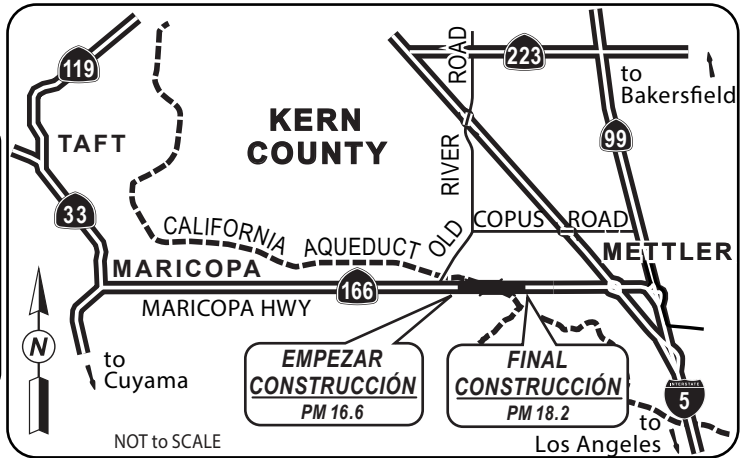 119
TAFT
KERN
COUNTY
ROAD
223
to
Bakersfield
99
33
RIVER
OLD
COPUS ROAD
CALIFORNIA AQUEDUCT
METTLER
MARICOPA
166
MARICOPA HWY
N
to
Cuyama
EMPEZAR
CONSTRUCCIÓN
PM 16.6
FINAL
CONSTRUCCIÓN
PM 18.2
INTERSTATE
5
to
Los Angeles
NOT to SCALE